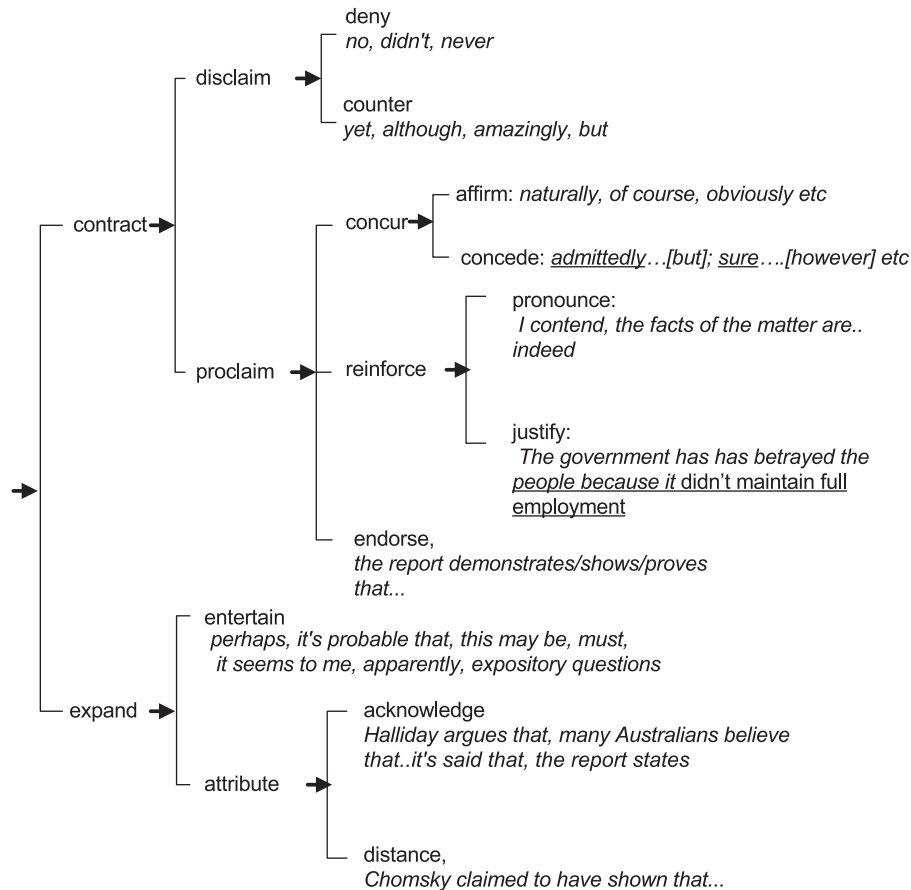 deny
no, didn't, never
disclaim
counter
yet, although, amazingly, but
affirm: naturally, of course, obviously etc
contract
concur
concede: admittedly…[but]; sure….[however] etc
pronounce:
I contend, the facts of the matter are..
indeed
proclaim
reinforce
justify:
The government has has betrayed the
people because it didn't maintain full
employment
endorse,
the report demonstrates/shows/proves
that...
entertain
perhaps, it's probable that, this may be, must,
it seems to me, apparently, expository questions
expand
acknowledge
Halliday argues that, many Australians believe
that..it's said that, the report states
attribute
distance,
Chomsky claimed to have shown that...